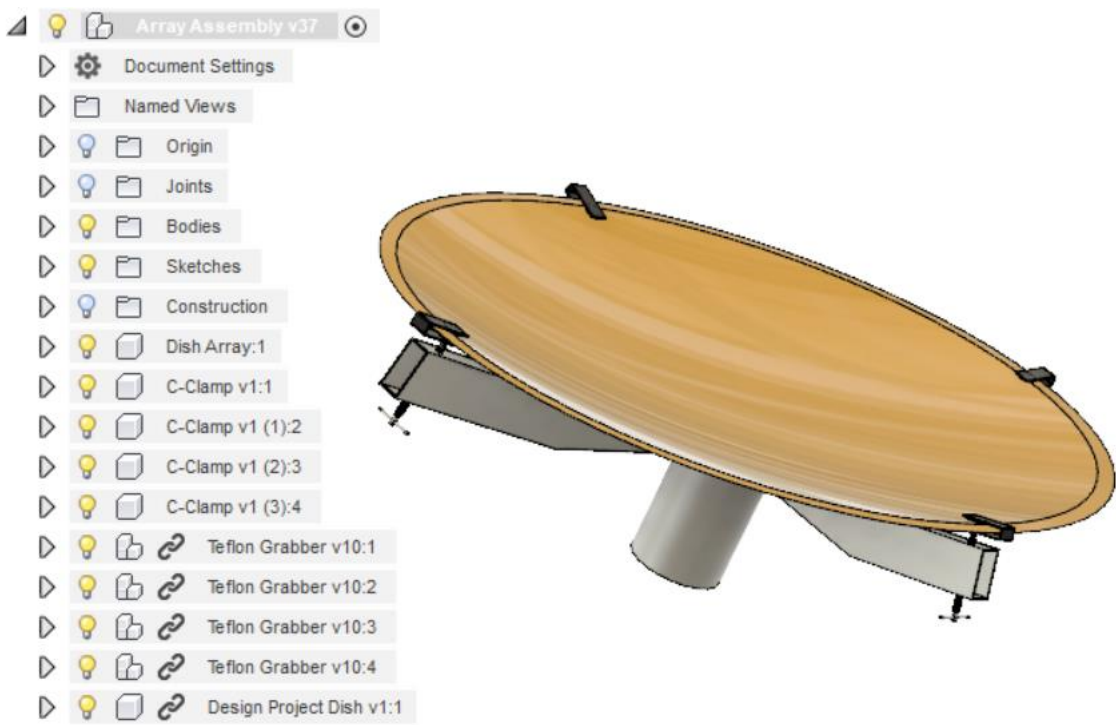 Array Assembly v37
Document Settings
Named Views
Origin
Joints
Bodies
Sketches
Construction
Dish Array:1
C-Clamp v1:1
C-Clamp v1 (1):2
C-Clamp v1 (2):3
C-Clamp v1 (3):4
Teflon Grabber v10:1
Teflon Grabber v10:2
Teflon Grabber v10:3
Teflon Grabber v10:4
Design Project Dish v1:1